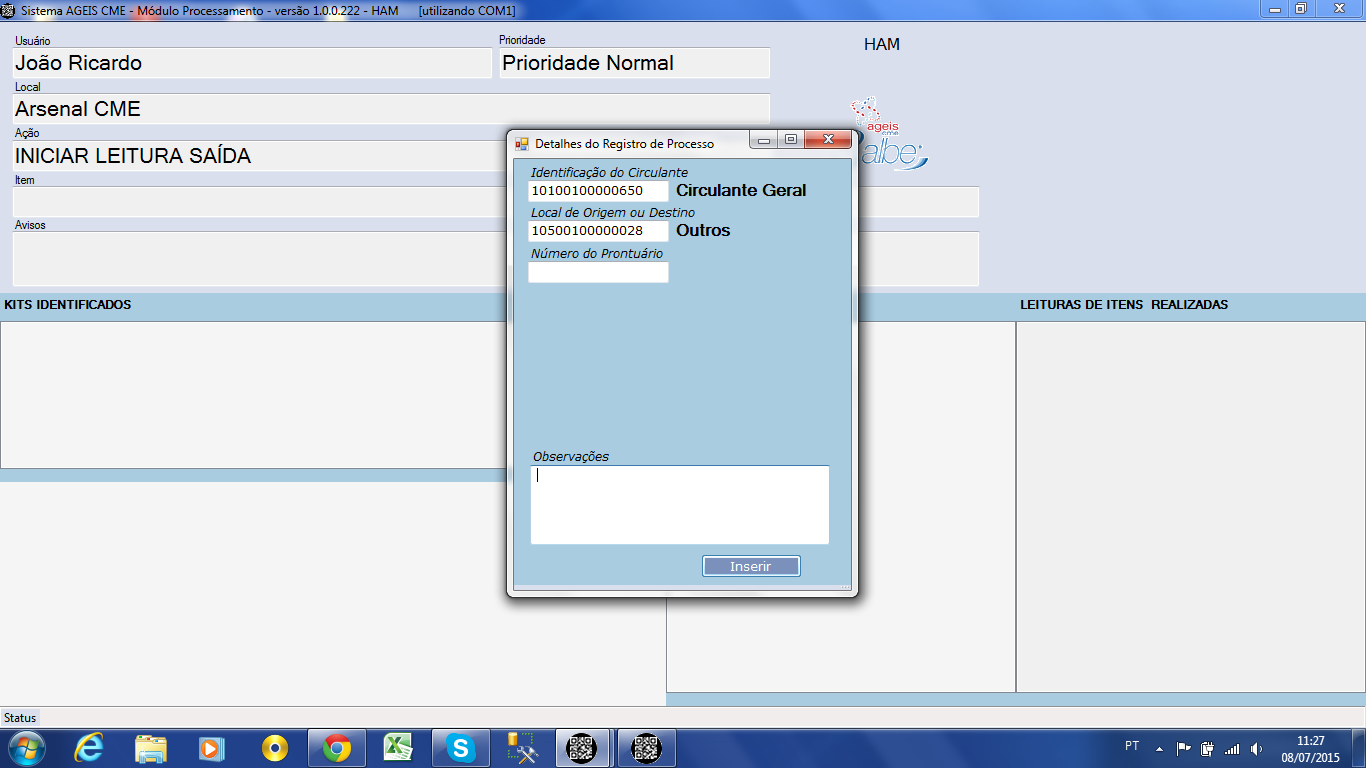 Sistema AGEIS CME - Módulo Processamento - versão 1.0.0.222 - HAM [utilizando COM1]
Usuário
Prioridade
HAM
João Ricardo
Prioridade Normal
Local
Arsenal CME
ageis
cme
albe
Ação
INICIAR LEITURA SAÍDA
Item
Avisos
Detalhes do Registro de Processo
Identificação do Circulante
10100100000650 Circulante Geral
Local de Origem ou Destino
10500100000028 Outros
Número do Prontuário
Observações
Inserir
KITS IDENTIFICADOS
LEITURAS DE ITENS REALIZADAS
Status
PT
11:27
08/07/2015